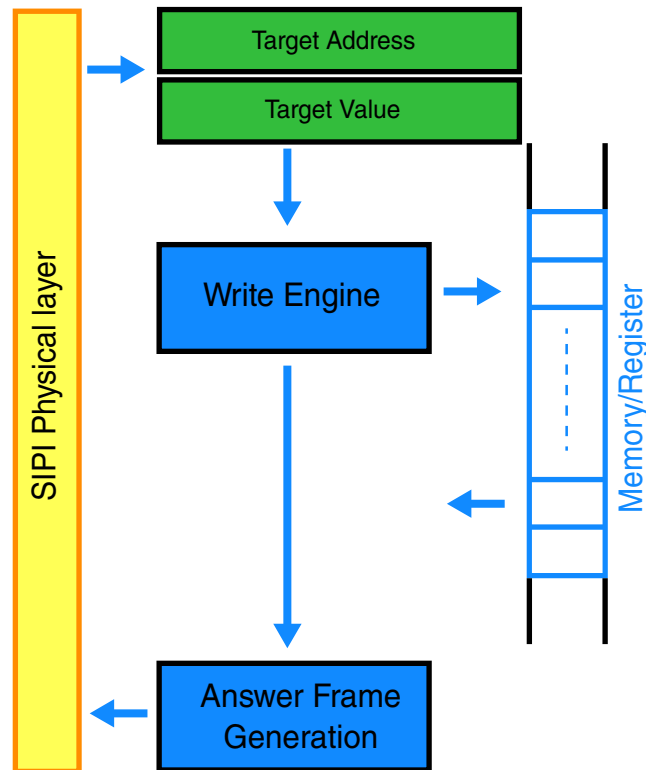 Target Address
Target Value
SIPI Physical layer
Write Engine
Memory/Register
Answer Frame
Generation